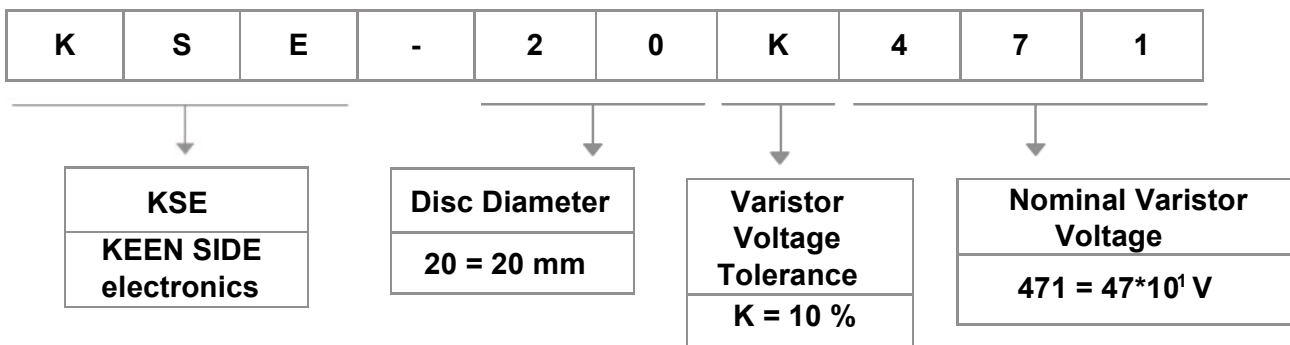 K S E - 2 0 K 4 7 1
KSE
KEEN SIDE
electronics
Disc Diameter
20 = 20 mm
Varistor
Voltage
Tolerance
K = 10 %
Nominal Varistor
Voltage
471 = 47*10¹ V